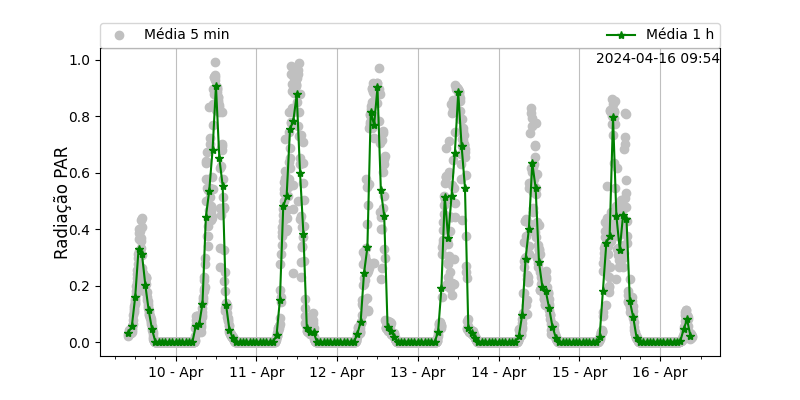 Média 5 min
Média 1 h
2024-04-16 09:54
Radiação PAR
1.0
0.8
0.6
0.4
0.2
0.0
10 - Apr
11 - Apr
12 - Apr
13 - Apr
14 - Apr
15 - Apr
16 - Apr